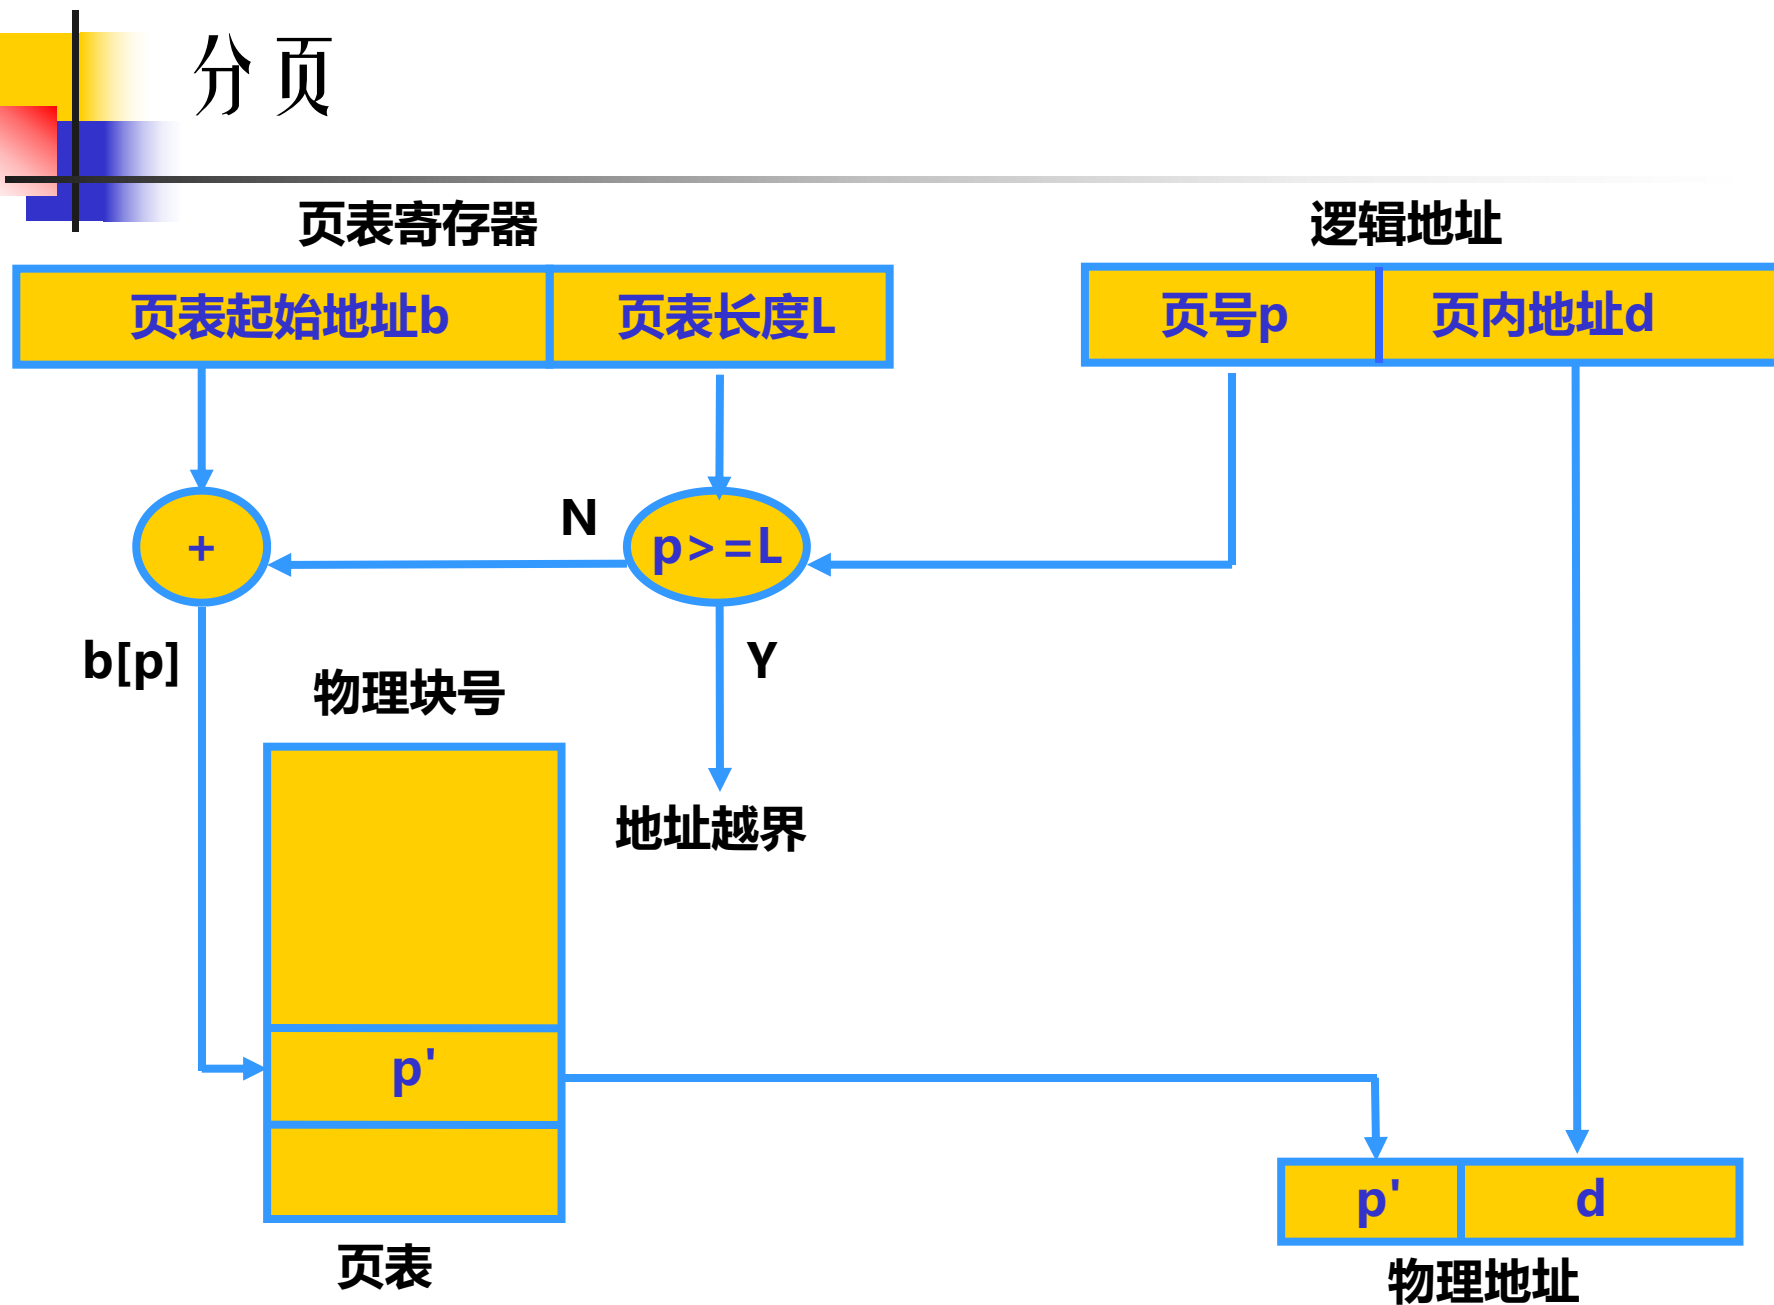 分页
页表寄存器
逻辑地址
页表起始地址b
页表长度L
页号p
页内地址d
N
+
p>=L
b[p]
Y
物理块号
地址越界
p'
p'
d
页表
物理地址